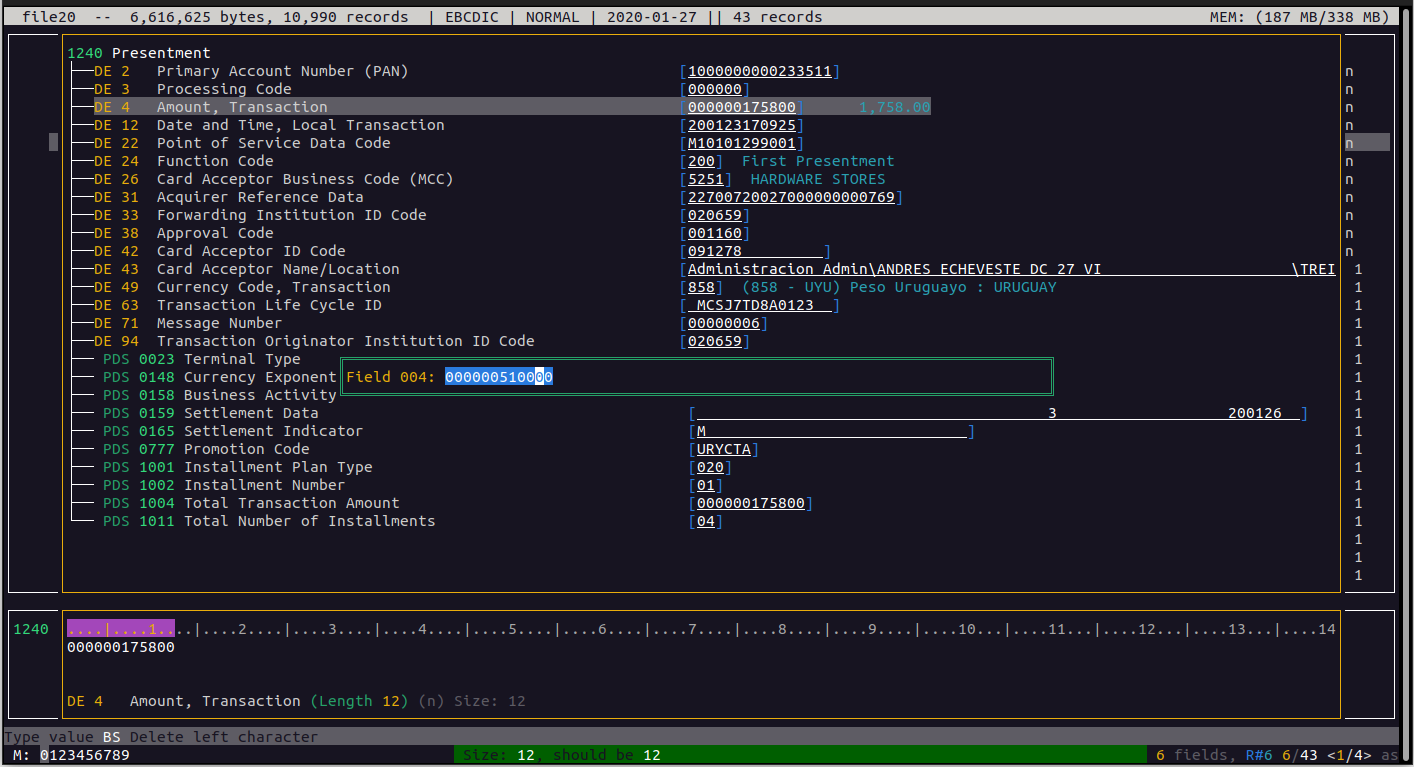 file20  --  6,616,625 bytes, 10,990 records  | EBCDIC | NORMAL | 2020-01-27 || 43 records MEM: (187 MB/338 MB)
1240 Presentment
DE 2 Primary Account Number (PAN) [1000000000233511] n
DE 3 Processing Code [000000] n
DE 4 Amount, Transaction [000000175800] 1,758.00 n
DE 12 Date and Time, Local Transaction [200123170925] n
DE 22 Point of Service Data Code [M10101299001] n
DE 24 Function Code [200] First Presentment n
DE 26 Card Acceptor Business Code (MCC) [5251] HARDWARE STORES n
DE 31 Acquirer Reference Data [22700720027000000000769] n
DE 33 Forwarding Institution ID Code [020659] n
DE 38 Approval Code [001160] n
DE 42 Card Acceptor ID Code [091278_________] n
DE 43 Card Acceptor Name/Location [Administracion Admin\ANDRES ECHEVESTE DC 27 VI \TREI 1
DE 49 Currency Code, Transaction [858] (858 - UYU) Peso Uruguayo : URUGUAY 1
DE 63 Transaction Life Cycle ID [_MCSJ7TD8A0123__] 1
DE 71 Message Number [00000006] 1
DE 94 Transaction Originator Institution ID Code [020659] 1
PDS 0023 Terminal Type 1
PDS 0148 Currency Exponent Field 004: 000000510000 1
PDS 0158 Business Activity 1
PDS 0159 Settlement Data [ 3 200126 ] 1
PDS 0165 Settlement Indicator [M ] 1
PDS 0777 Promotion Code [URYCTA] 1
PDS 1001 Installment Plan Type [020] 1
PDS 1002 Installment Number [01] 1
PDS 1004 Total Transaction Amount [000000175800] 1
PDS 1011 Total Number of Installments [04] 1
1
1
1
1240 ....|....1....|....2....|....3....|....4....|....5....|....6....|....7....|....8....|....9....|....10...|....11...|....12...|....13...|....14
000000175800
DE 4 Amount, Transaction (Length 12) (n) Size: 12
Type value BS Delete left character
M: 0123456789 Size: 12, should be 12 6 fields, R#6 6/43 <1/4> as